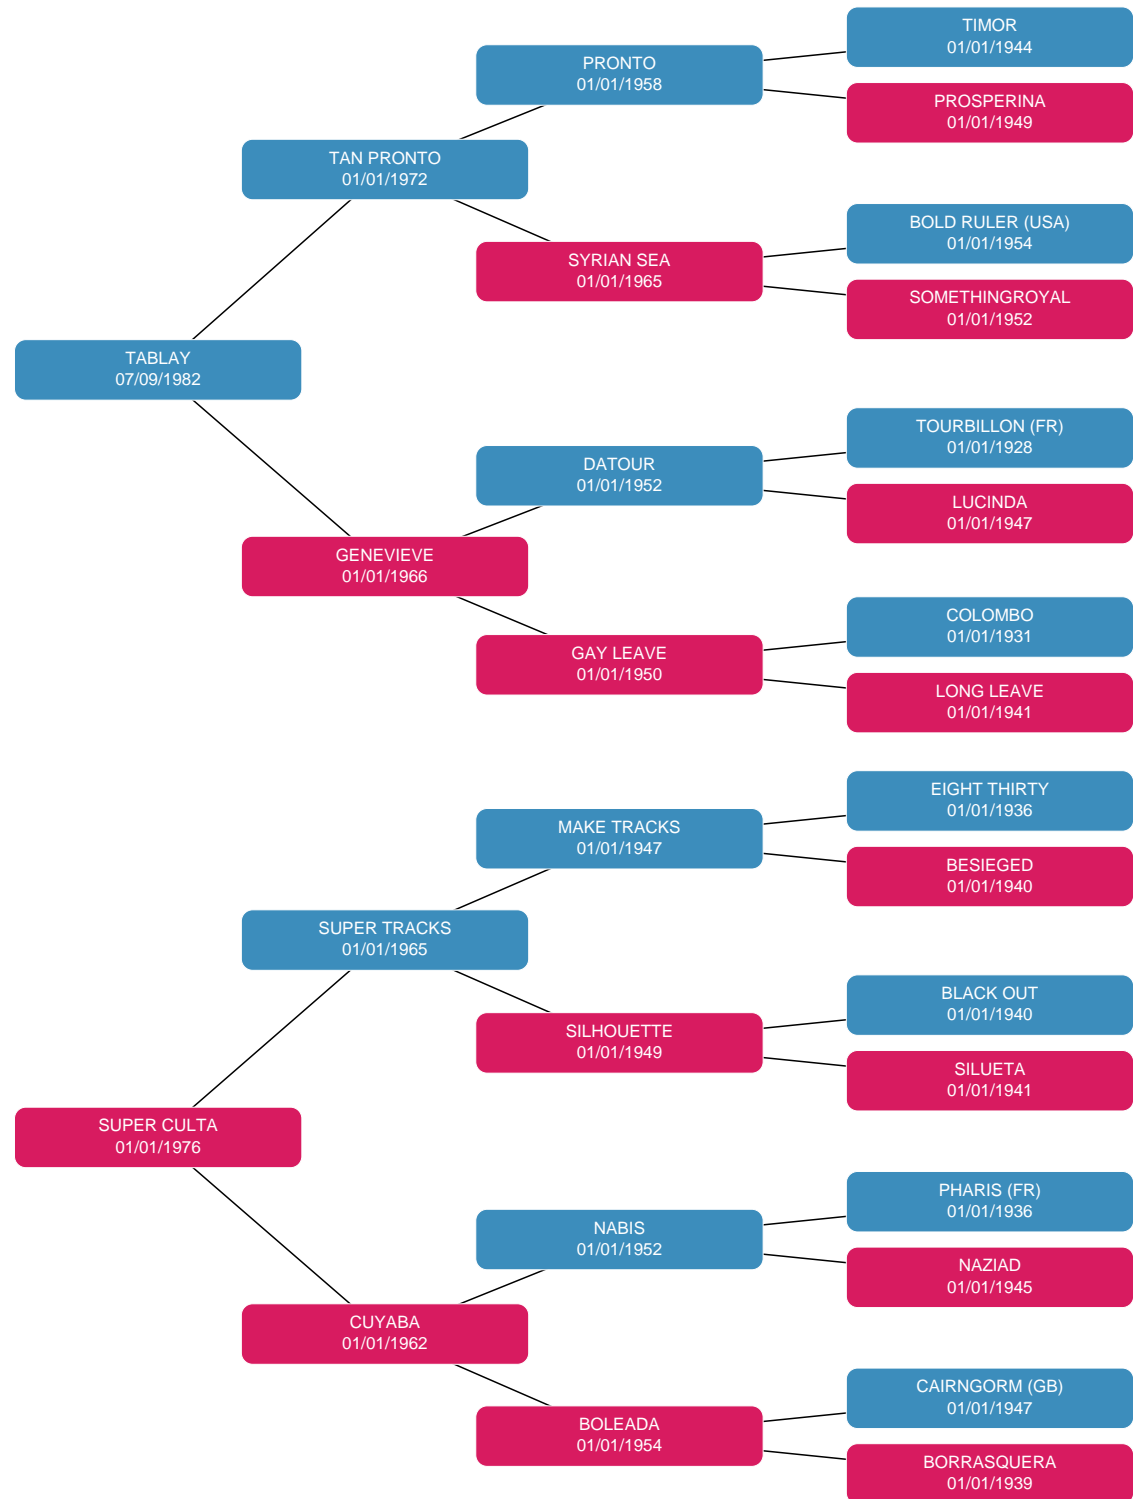 TIMOR
01/01/1944
PRONTO
01/01/1958
PROSPERINA
01/01/1949
TAN PRONTO
01/01/1972
BOLD RULER (USA)
01/01/1954
SYRIAN SEA
01/01/1965
SOMETHINGROYAL
01/01/1952
TABLAY
07/09/1982
TOURBILLON (FR)
01/01/1928
DATOUR
01/01/1952
LUCINDA
01/01/1947
GENEVIEVE
01/01/1966
COLOMBO
01/01/1931
GAY LEAVE
01/01/1950
LONG LEAVE
01/01/1941
EIGHT THIRTY
01/01/1936
MAKE TRACKS
01/01/1947
BESIEGED
01/01/1940
SUPER TRACKS
01/01/1965
BLACK OUT
01/01/1940
SILHOUETTE
01/01/1949
SILUETA
01/01/1941
SUPER CULTA
01/01/1976
PHARIS (FR)
01/01/1936
NABIS
01/01/1952
NAZIAD
01/01/1945
CUYABA
01/01/1962
CAIRNGORM (GB)
01/01/1947
BOLEADA
01/01/1954
BORRASQUERA
01/01/1939